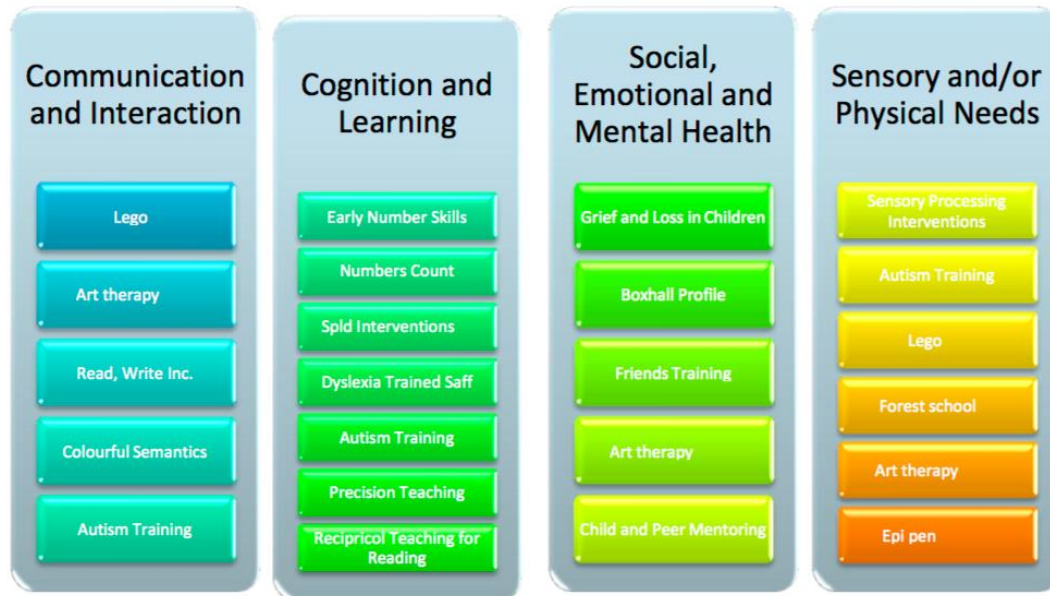 Communication
and Interaction
Lego
Art therapy
Read, Write Inc.
Colourful Semantics
Autism Training
Cognition and
Learning
Early Number Skills
Numbers Count
Spld Interventions
Dyslexia Trained Saff
Autism Training
Precision Teaching
Recipricol Teaching for
Reading
Social,
Emotional and
Mental Health
Grief and Loss in Children
Boxhall Profile
Friends Training
Art therapy
Child and Peer Mentoring
Sensory and/or
Physical Needs
Sensory Processing
Interventions
Autism Training
Lego
Forest school
Art therapy
Epi pen